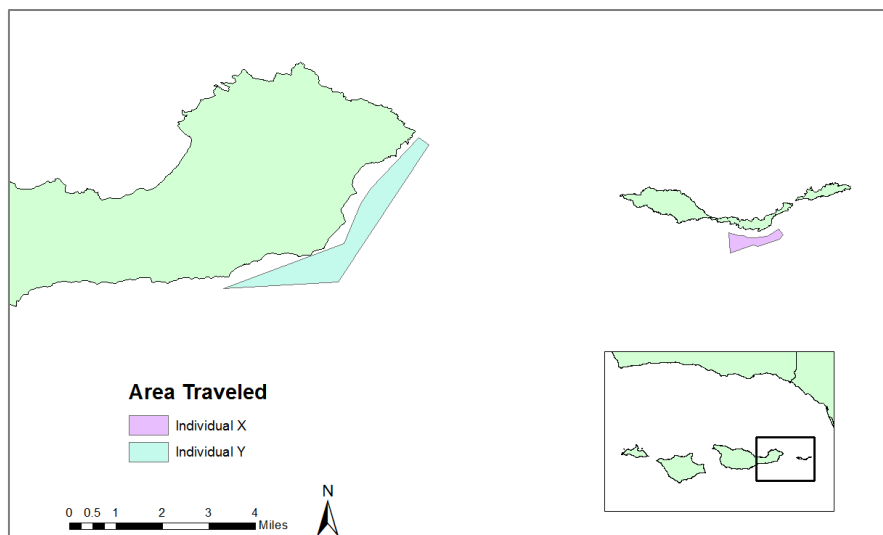 Area Traveled
Individual X
Individual Y
N
0 0.5 1 2 3 4
Miles